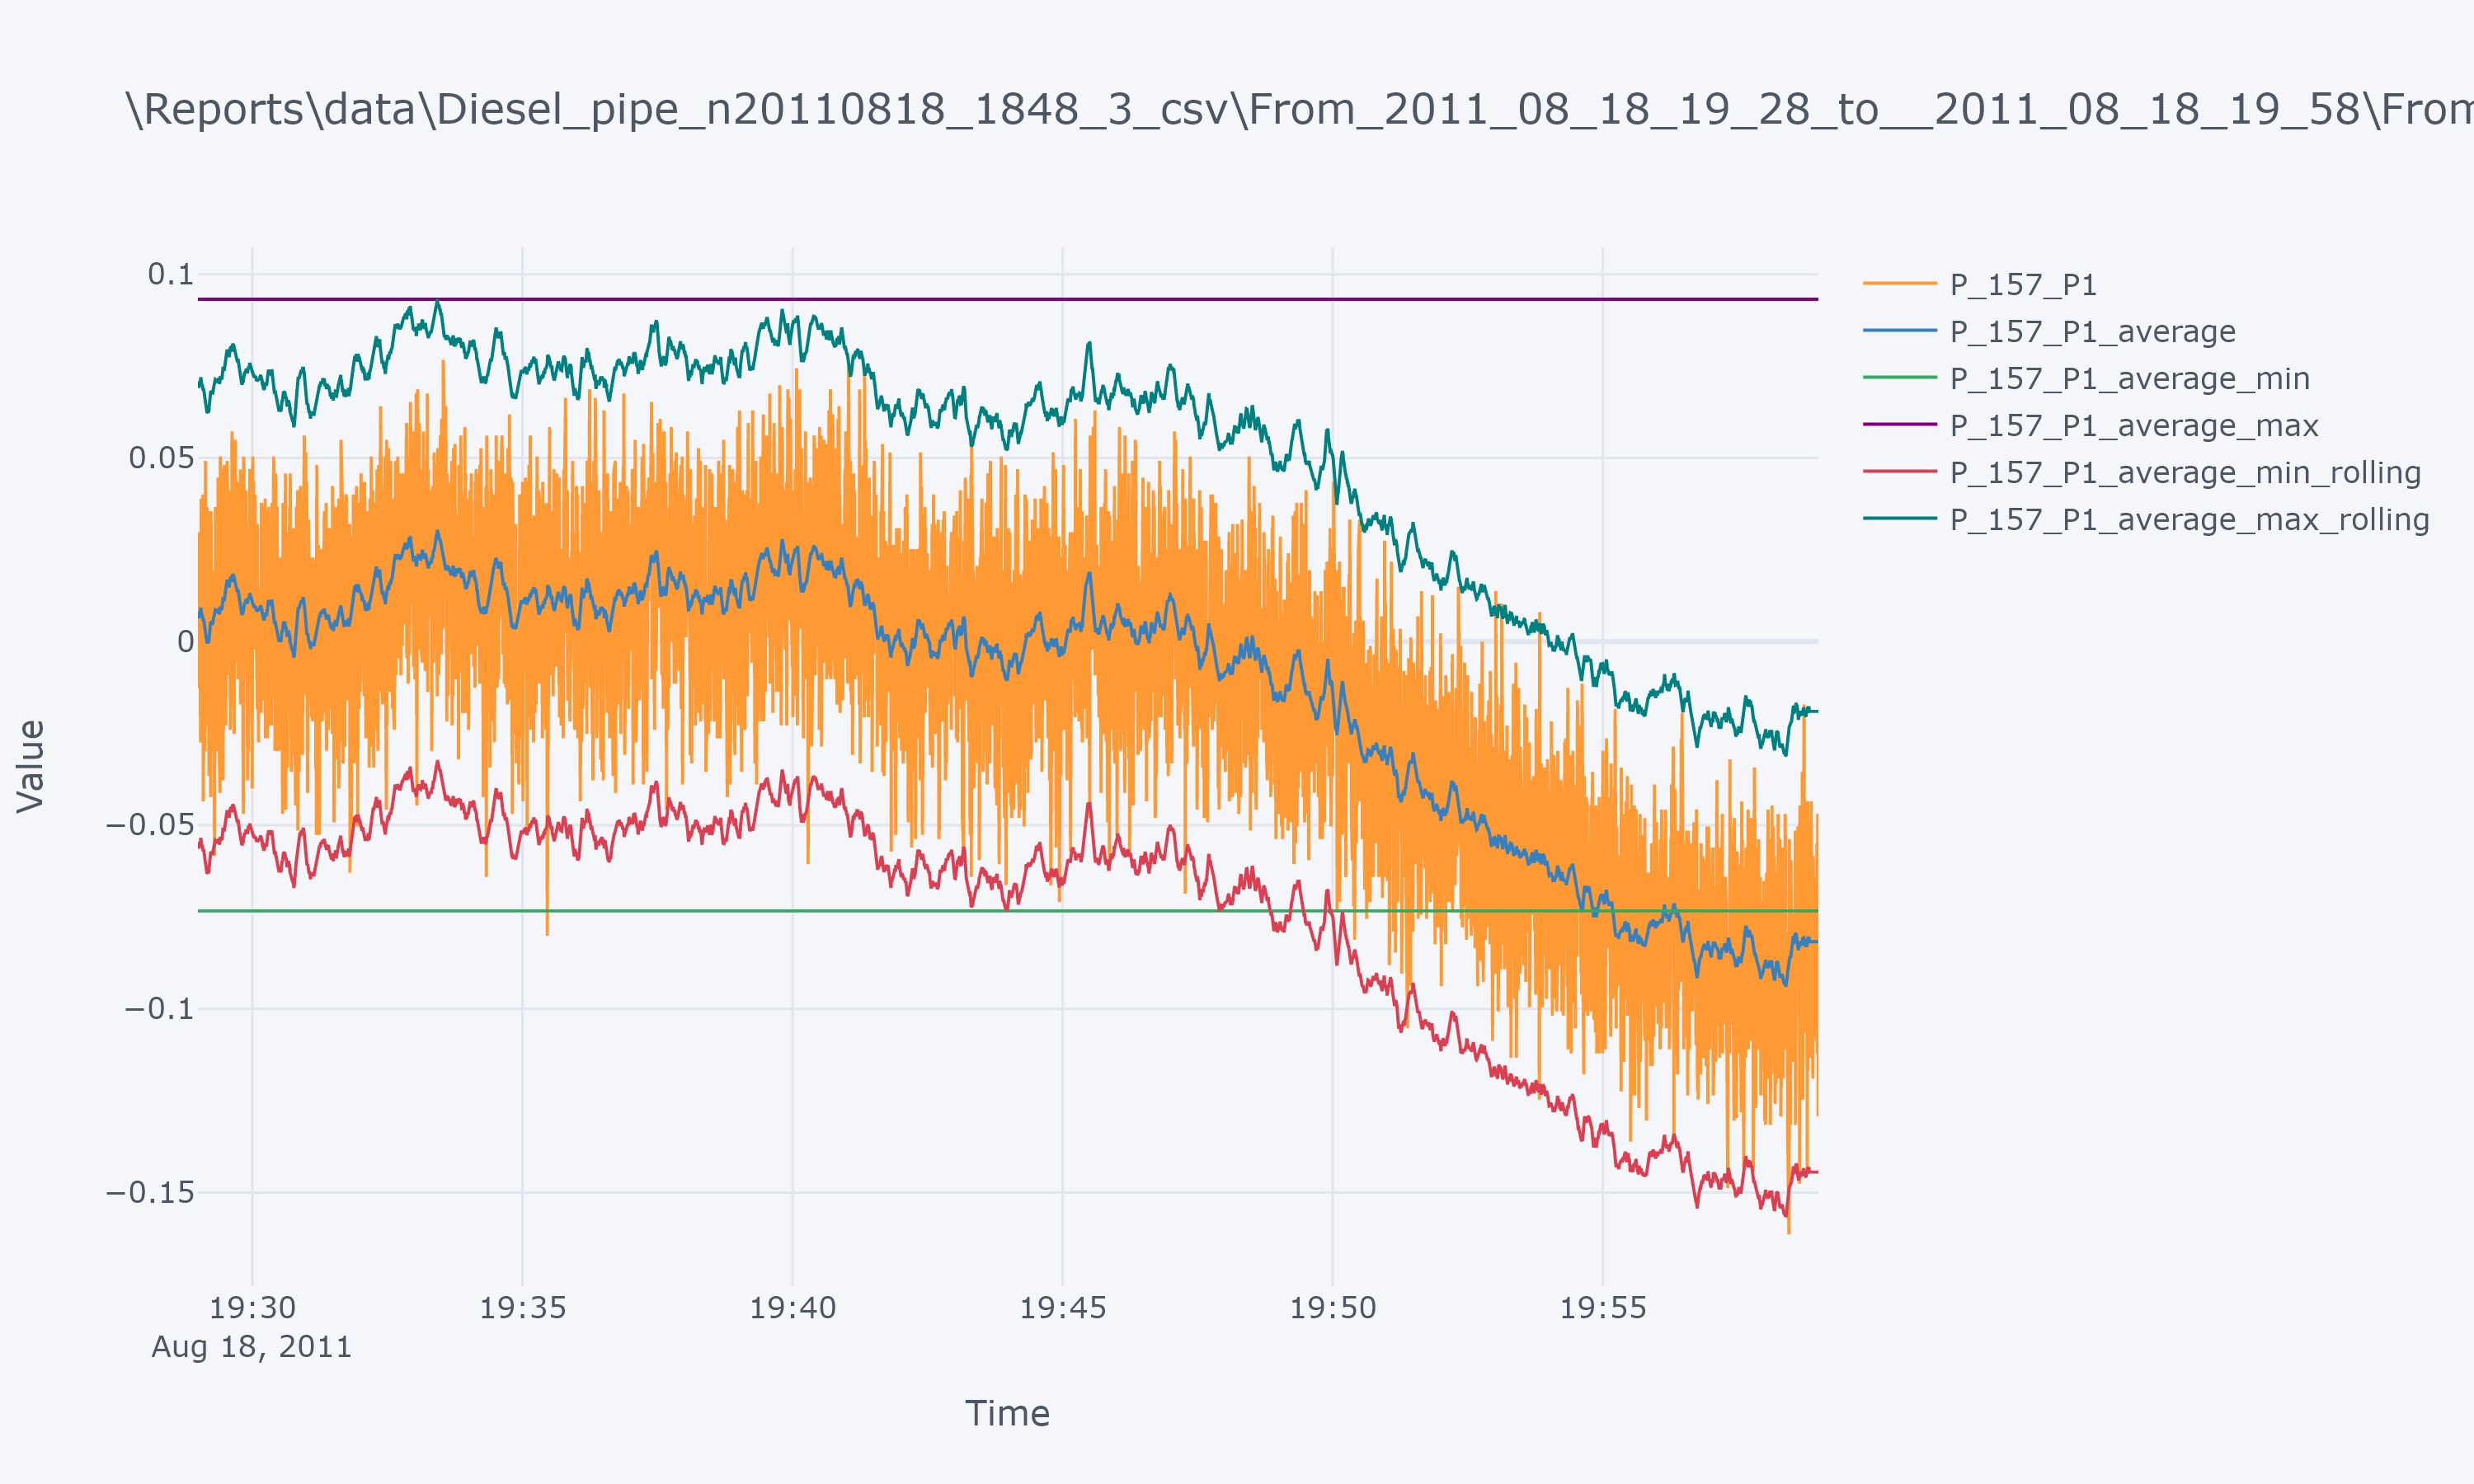 \Reports\data\Diesel_pipe_n20110818_1848_3_csv\From_2011_08_18_19_28_to__2011_08_18_19_58\From
0.1
0.05
0
−0.05
−0.1
−0.15
Value
19:30
Aug 18, 2011
19:35
19:40
19:45
19:50
19:55
Time
P_157_P1
P_157_P1_average
P_157_P1_average_min
P_157_P1_average_max
P_157_P1_average_min_rolling
P_157_P1_average_max_rolling